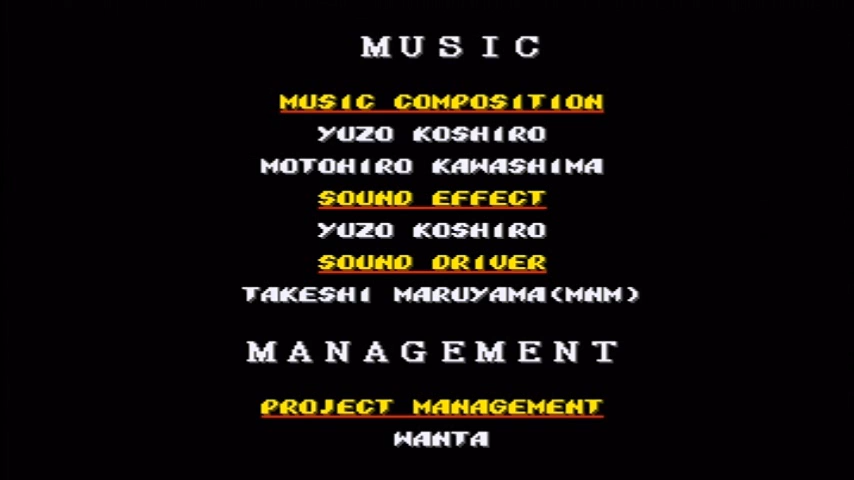 MUSIC
MUSIC COMPOSITION
YUZO KOSHIRO
MOTOHIRO KAWASHIMA
SOUND EFFECT
YUZO KOSHIRO
SOUND DRIVER
TAKESHI MARUYAMA(MNM)
MANAGEMENT
PROJECT MANAGEMENT
WANTA